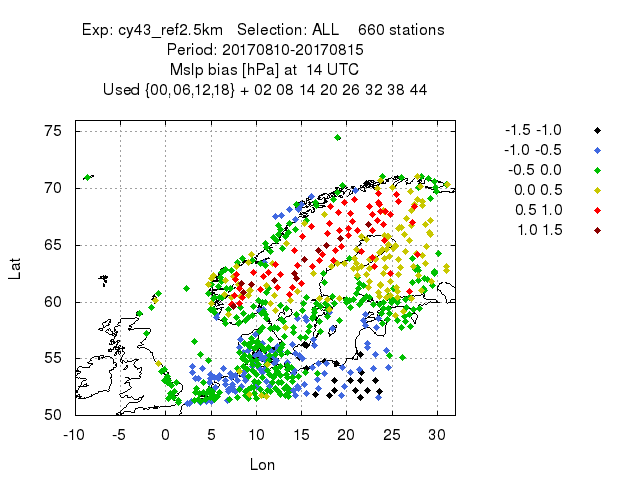 Exp: cy43_ref2.5km   Selection: ALL    660 stations
Period: 20170810-20170815
Mslp bias [hPa] at  14 UTC
Used {00,06,12,18} + 02 08 14 20 26 32 38 44
-1.5 -1.0
-1.0 -0.5
-0.5 0.0
0.0 0.5
0.5 1.0
1.0 1.5
75
70
65
60
55
50
Lat
-10 -5 0 5 10 15 20 25 30
Lon